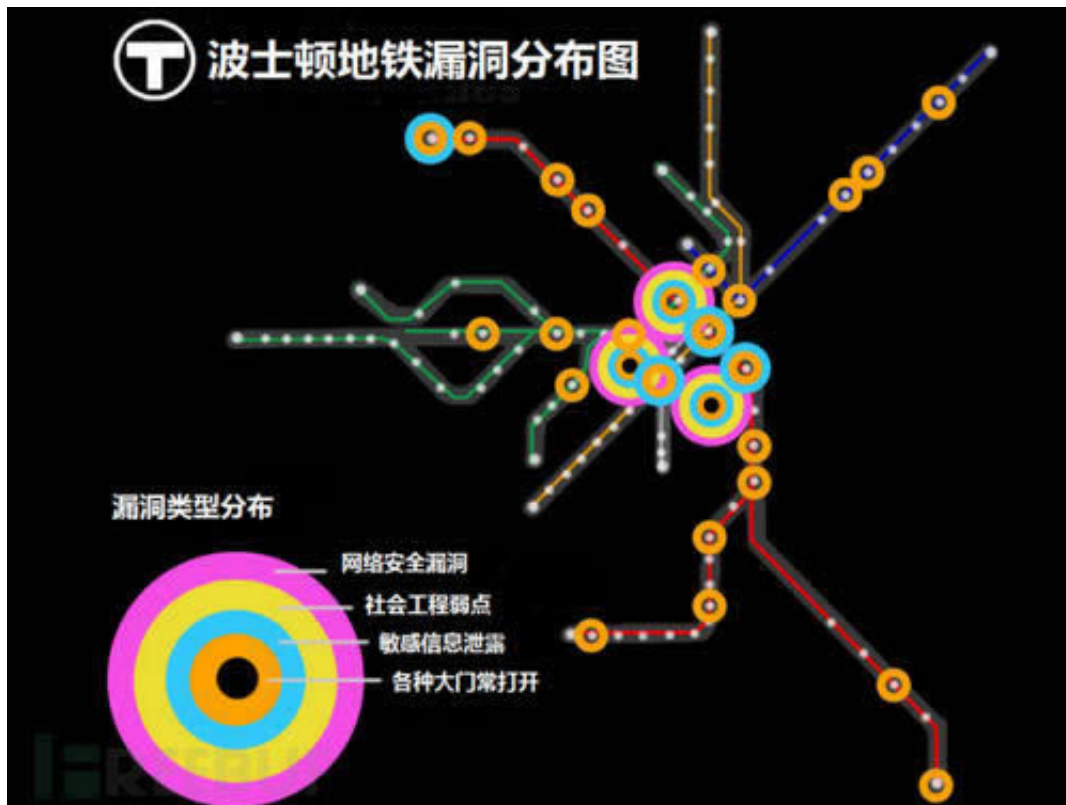 T 波士顿地铁漏洞分布图
漏洞类型分布
网络安全漏洞
社会工程弱点
敏感信息泄露
各种大门常打开